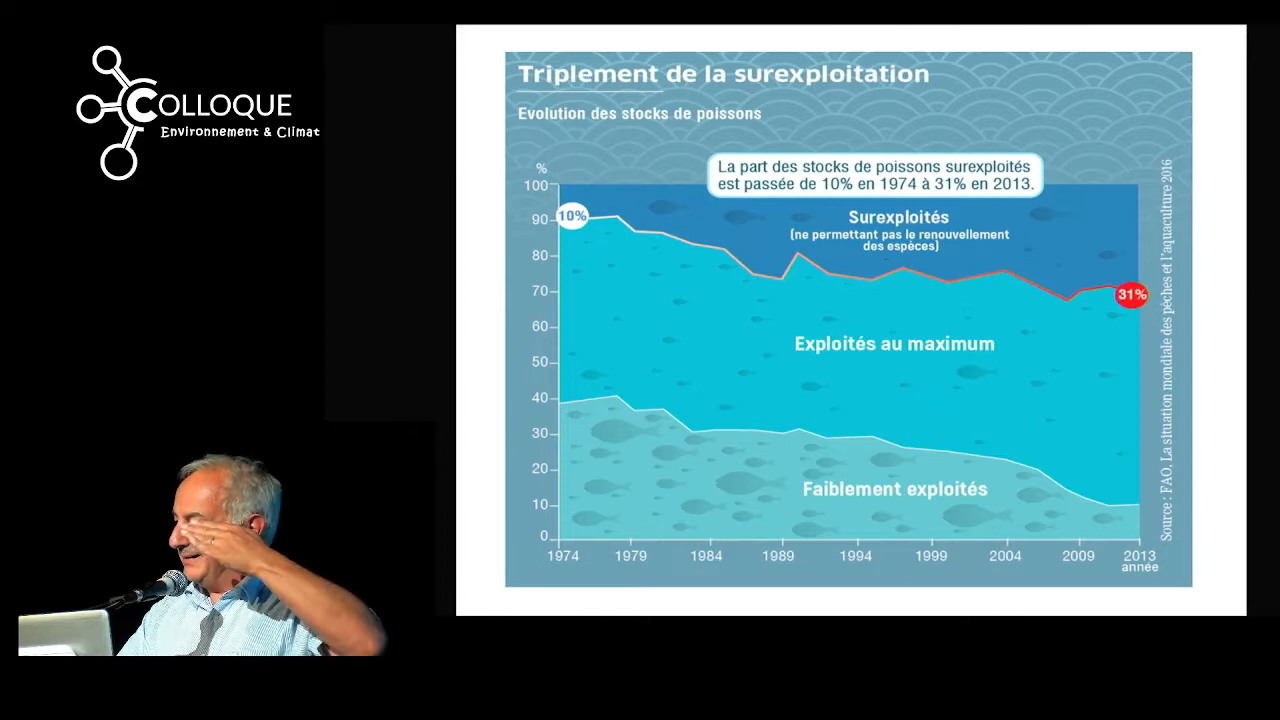 COLLOQUE
Environnement & Climat
Triplement de la surexploitation
Evolution des stocks de poissons
%
La part des stocks de poissons surexploités
est passée de 10% en 1974 à 31% en 2013.
100
90
80
70
60
50
40
30
20
10
0
10%
Surexploités
(ne permettant pas le renouvellement
des espèces)
31%
Exploités au maximum
Faiblement exploités
1974 1979 1984 1989 1994 1999 2004 2009 2013
année
Source : FAO, La situation mondiale des pêches et l'aquaculture 2016